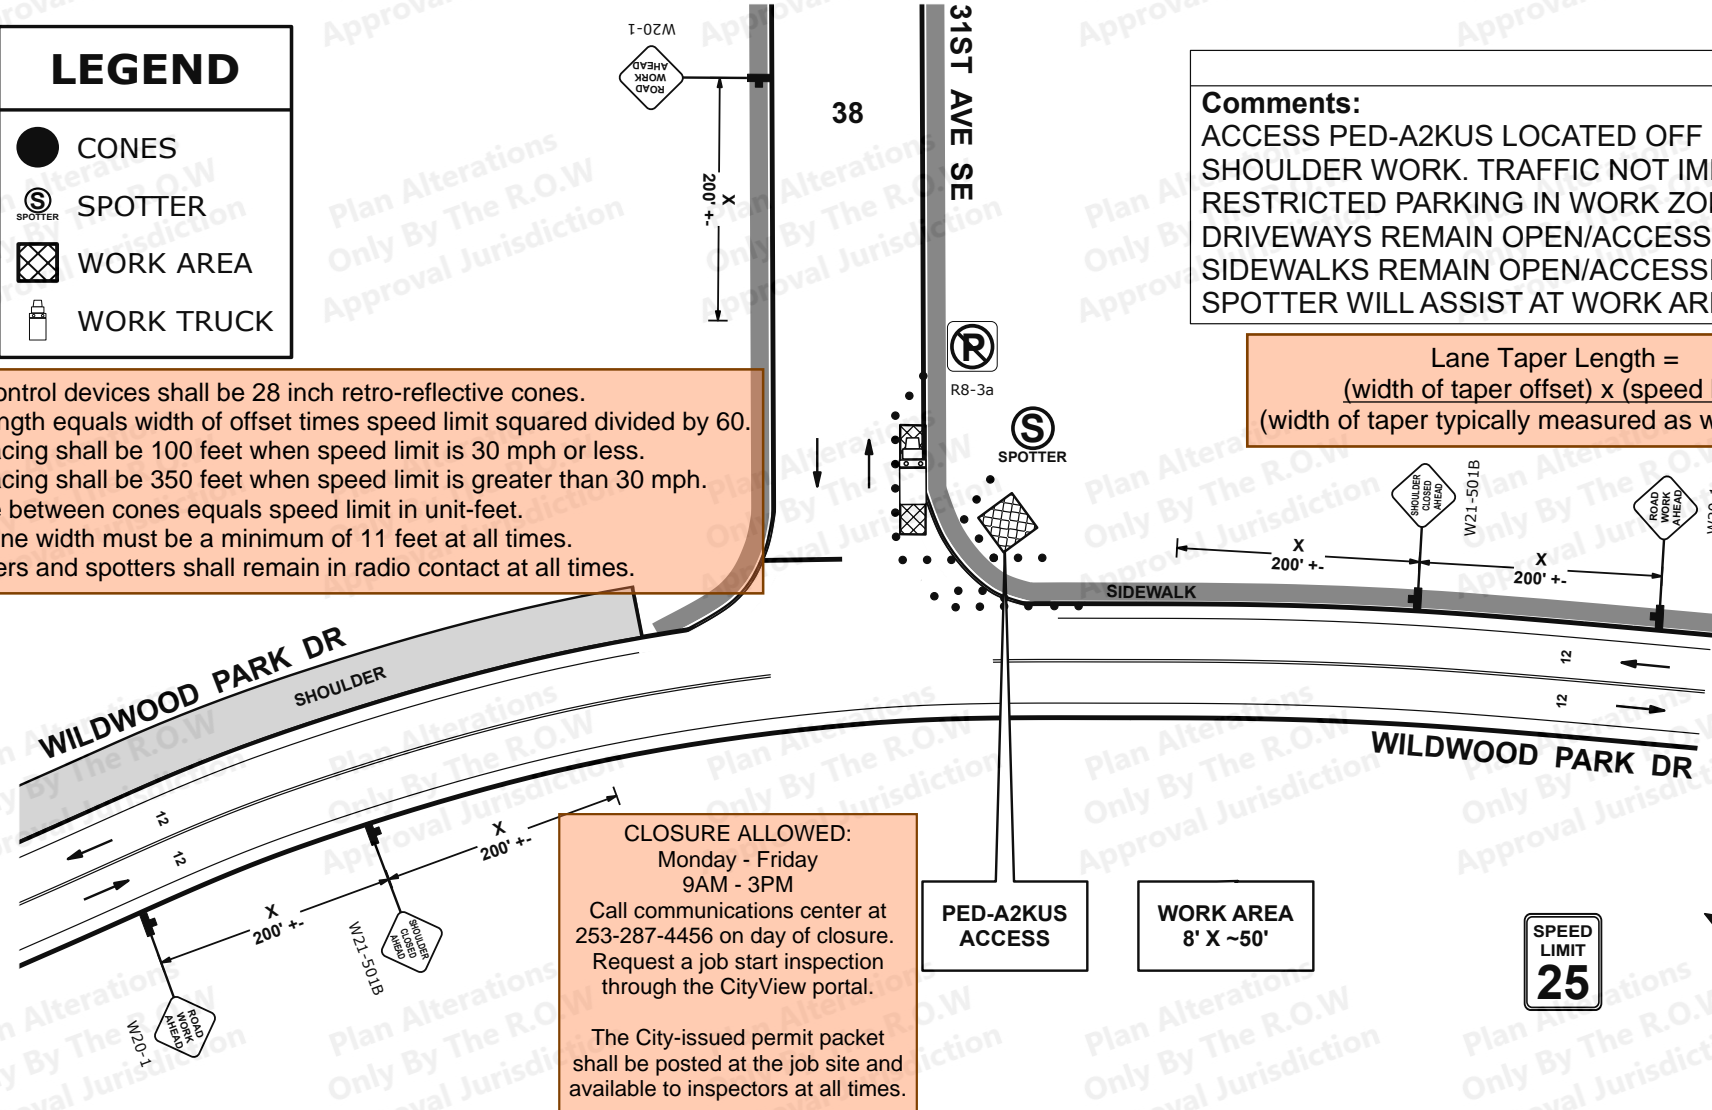 LEGEND
CONES
SPOTTER
SPOTTER
WORK AREA
WORK TRUCK
W20-1
ROAD
WORK
AHEAD
X
200' +-
38
31ST AVE SE
Comments:
ACCESS PED-A2KUS LOCATED OFF
SHOULDER WORK. TRAFFIC NOT IM
RESTRICTED PARKING IN WORK ZO
DRIVEWAYS REMAIN OPEN/ACCESS
SIDEWALKS REMAIN OPEN/ACCESS
SPOTTER WILL ASSIST AT WORK AR
Lane Taper Length =
(width of taper offset) x (speed
(width of taper typically measured as w
ontrol devices shall be 28 inch retro-reflective cones.
ngth equals width of offset times speed limit squared divided by 60.
acing shall be 100 feet when speed limit is 30 mph or less.
acing shall be 350 feet when speed limit is greater than 30 mph.
e between cones equals speed limit in unit-feet.
ne width must be a minimum of 11 feet at all times.
ers and spotters shall remain in radio contact at all times.
P
R8-3a
S
SPOTTER
SHOULDER
CLOSED
AHEAD
W21-501B
ROAD
WORK
AHEAD
X
200' +-
X
200' +-
SIDEWALK
12
12
WILDWOOD PARK DR
WILDWOOD PARK DR
SHOULDER
12
12
X
200' +-
X
200' +-
W21-501B
SHOULDER
CLOSED
AHEAD
W20-1
ROAD
WORK
AHEAD
CLOSURE ALLOWED:
Monday - Friday
9AM - 3PM
Call communications center at
253-287-4456 on day of closure.
Request a job start inspection
through the CityView portal.
The City-issued permit packet
shall be posted at the job site and
available to inspectors at all times.
PED-A2KUS
ACCESS
WORK AREA
8' X ~50'
SPEED
LIMIT
25
Plan Alterations
Only By The R.O.W
Approval Jurisdiction